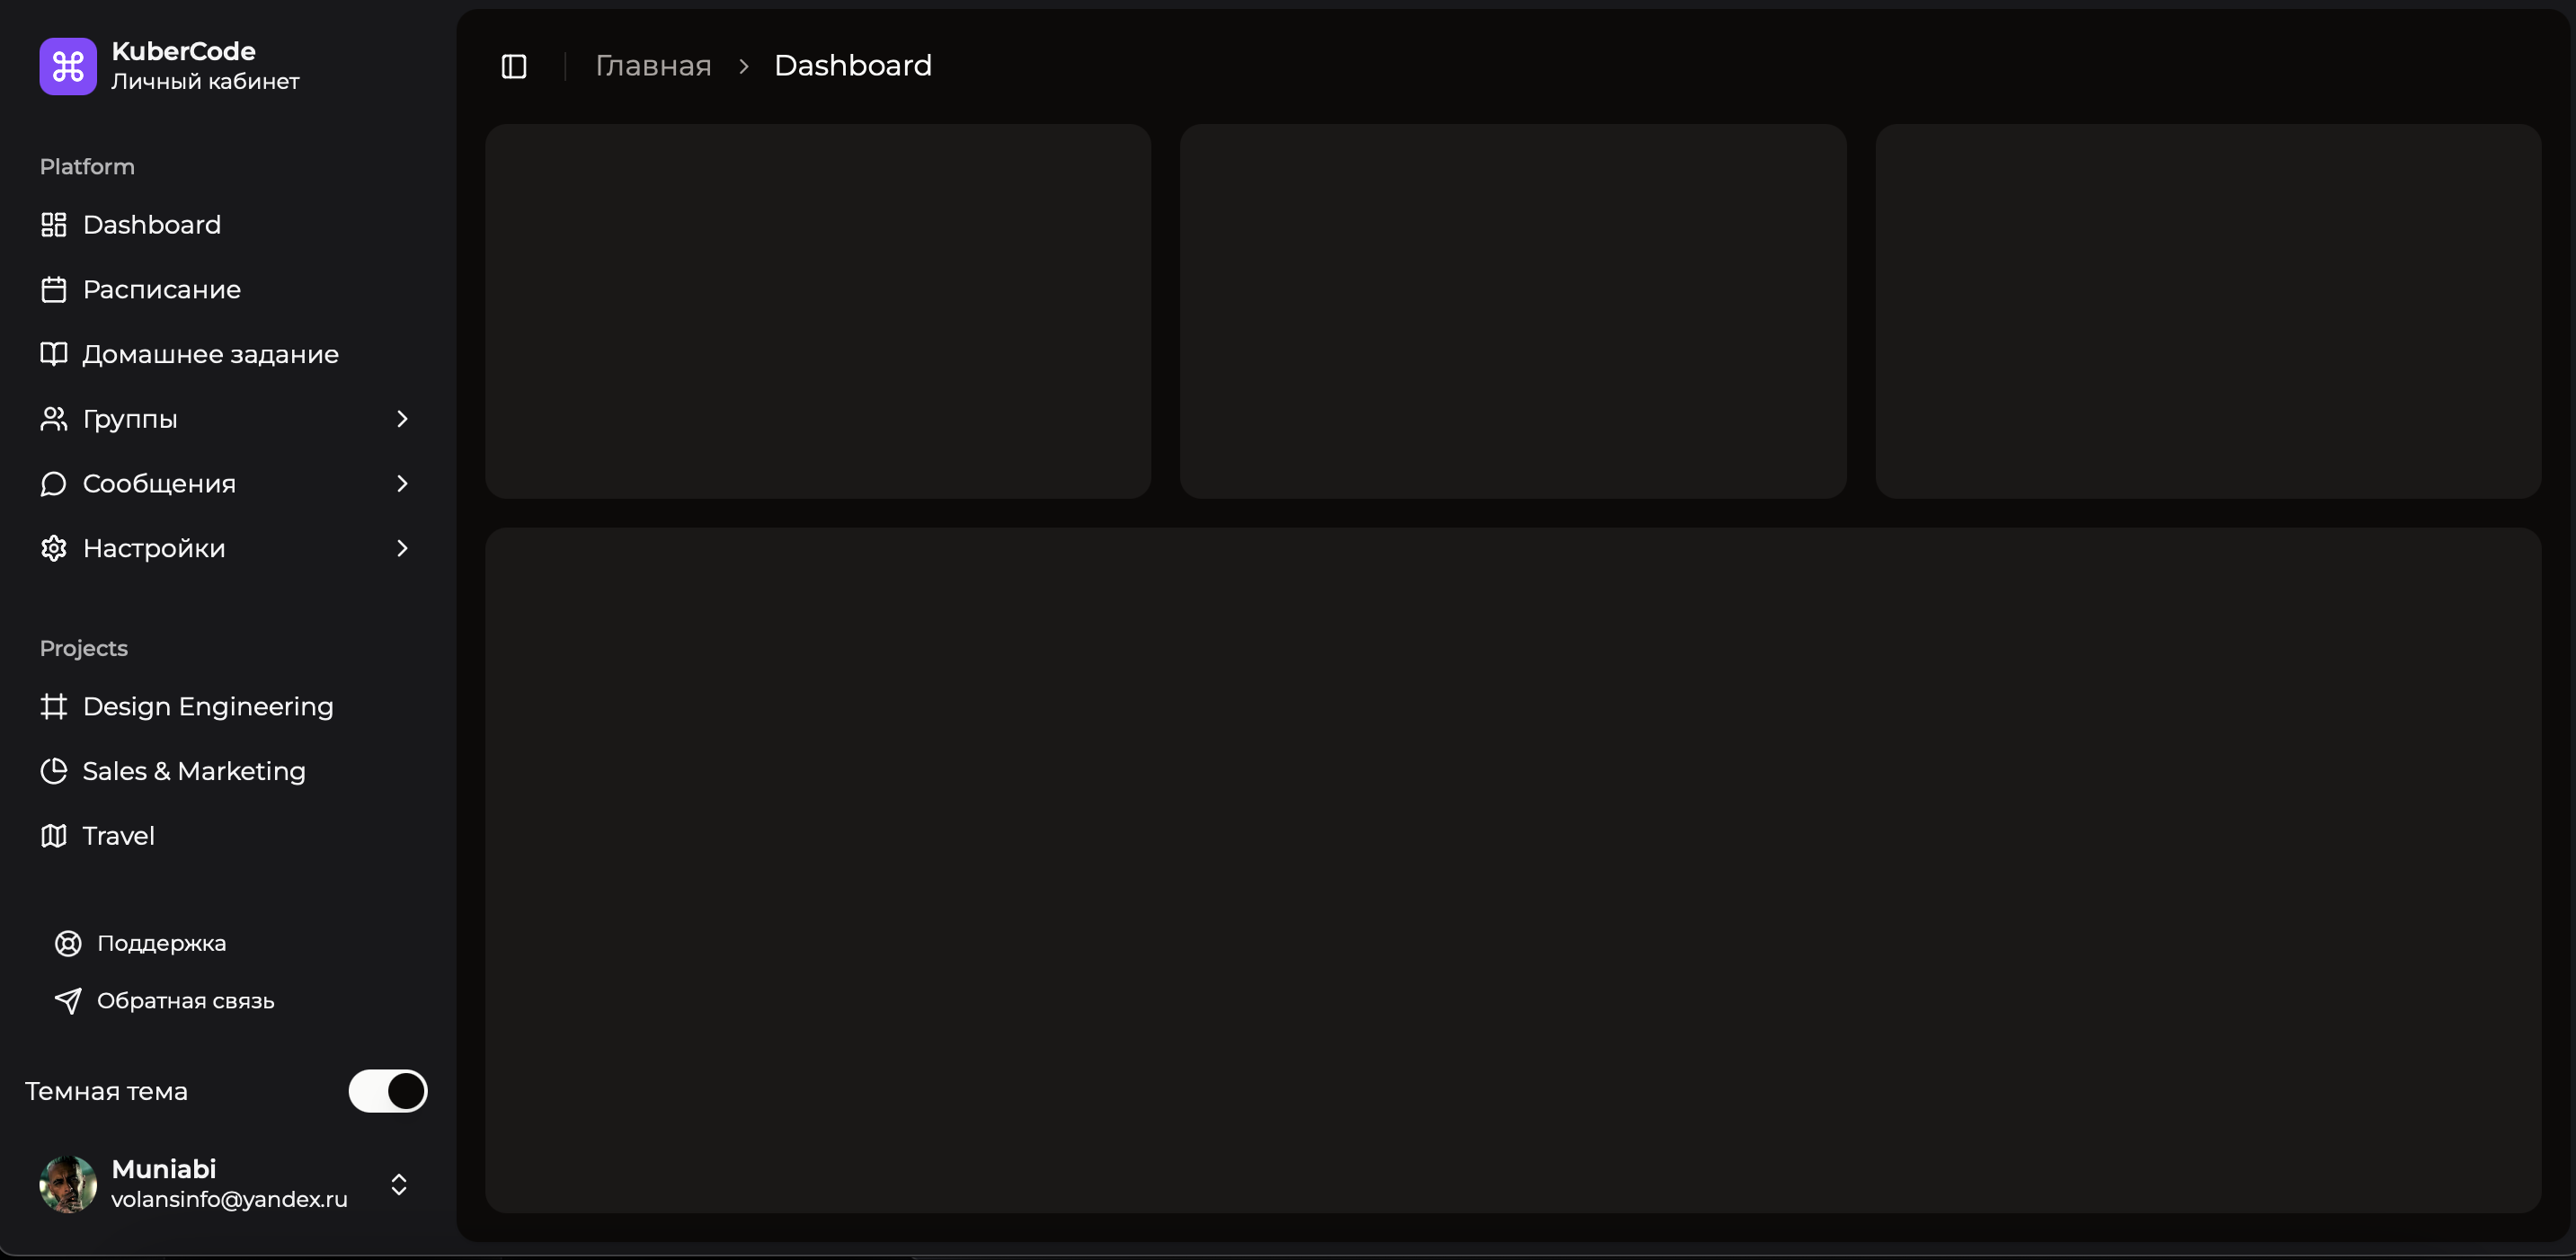 KuberCode
Личный кабинет
Platform
Dashboard
Расписание
Домашнее задание
Группы
Сообщения
Настройки
Projects
Design Engineering
Sales & Marketing
Travel
Поддержка
Обратная связь
Темная тема
Muniabi
volansinfo@yandex.ru
Главная > Dashboard